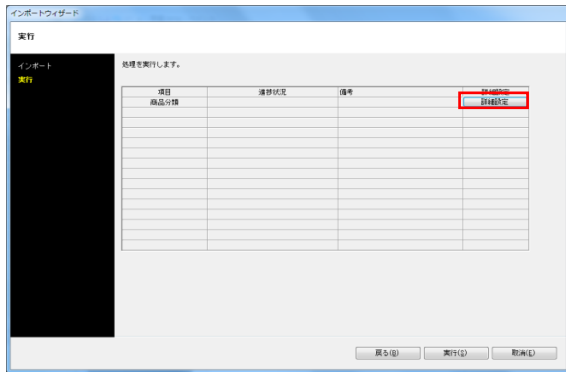 インポートウィザード
実行
インポート
実行
処理を実行します。
項目 進捗状況 備考 詳細設定
商品分類 詳細設定
戻る(B) 実行(S) 取消(E)